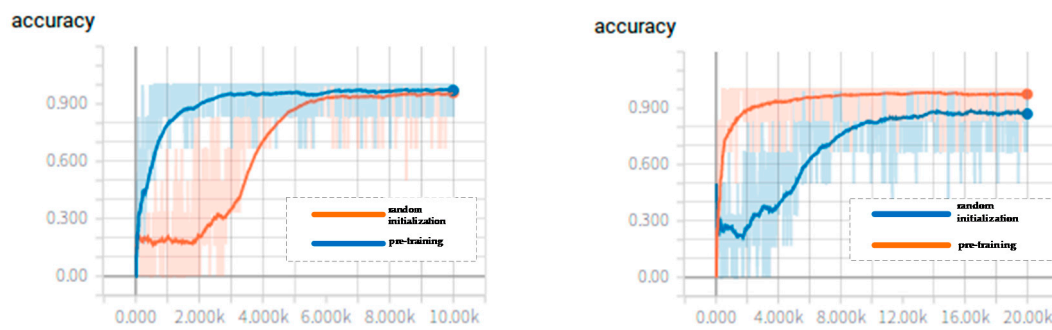 accuracy
0.900
0.600
0.300
0.00
0.000 2.000k 4.000k 6.000k 8.000k 10.00k
random
initialization
pre-training
accuracy
0.900
0.600
0.300
0.00
0.000 4.000k 8.000k 12.00k 16.00k 20.00k
random
initialization
pre-training